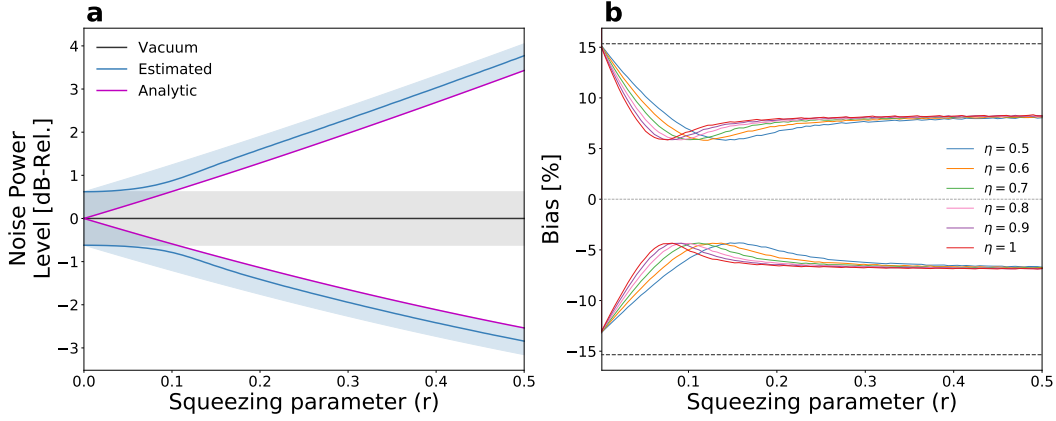 a
Noise Power
Level [dB-Rel.]
4
3
2
1
0
−1
−2
−3
Vacuum
Estimated
Analytic
0.0 0.1 0.2 0.3 0.4 0.5
Squeezing parameter (r)
b
Bias [%]
15
10
5
0
−5
−10
−15
η = 0.5
η = 0.6
η = 0.7
η = 0.8
η = 0.9
η = 1
0.1 0.2 0.3 0.4 0.5
Squeezing parameter (r)